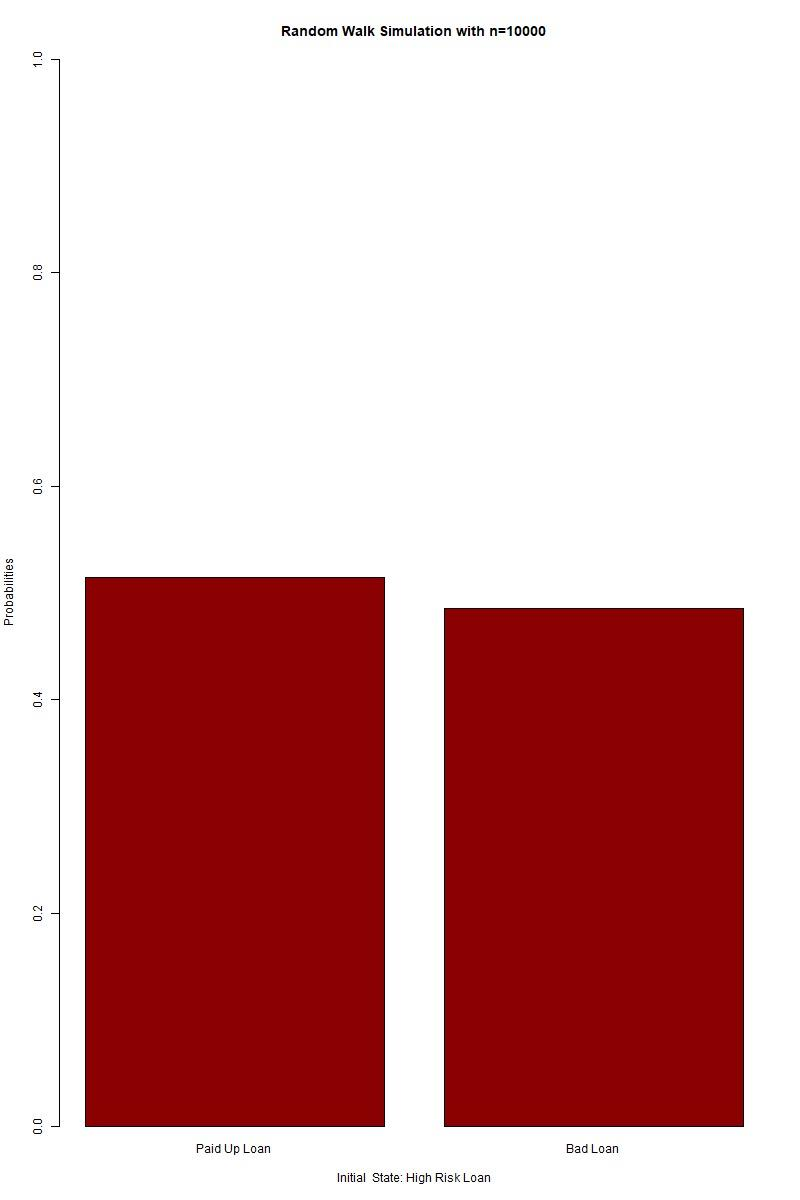 Random Walk Simulation with n=10000
1.0
0.8
0.6
0.4
0.2
0.0
Probabilities
Paid Up Loan
Bad Loan
Initial  State: High Risk Loan